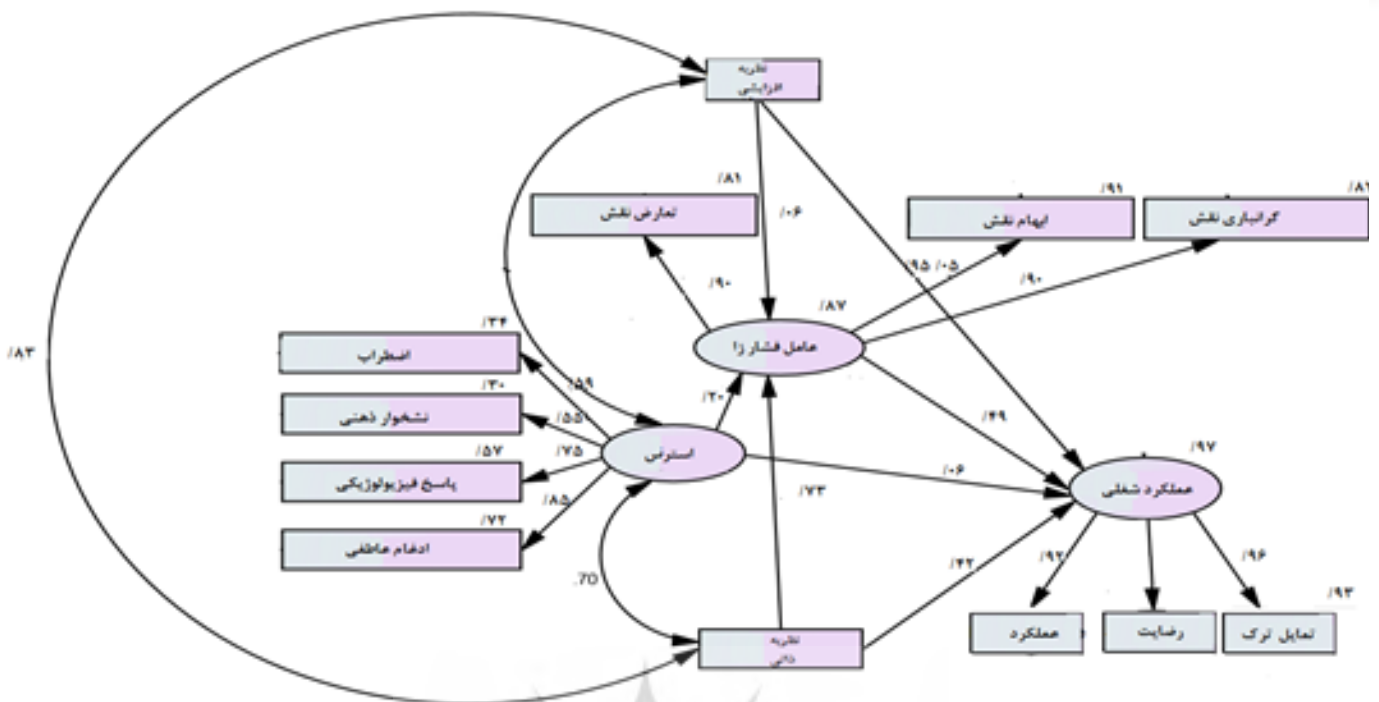 نظریه
افزایشی
/۸۱
/۹۱
/۸۱
تعارض نقش
ابهام نقش
گرانباری نقش
/۰۶
/۹۵ /۰۵
/۹۰
/۹۰
/۸۷
عامل فشار زا
/۸۳
/۳۴
اضطراب
/۵۹
/۳۰
نشخوار ذهنی
/۵۵
/۲۰
/۴۹
/۵۷
پاسخ فیزیولوژیکی
/۷۵
استرس
/۰۶
/۹۷
عملکرد شغلی
/۷۳
/۸۵
/۷۲
ادغام عاطفی
.70
/۴۲
/۹۲
/۹۶
/۹۳
نظریه
ذاتی
عملکرد
رضایت
تمایل ترک